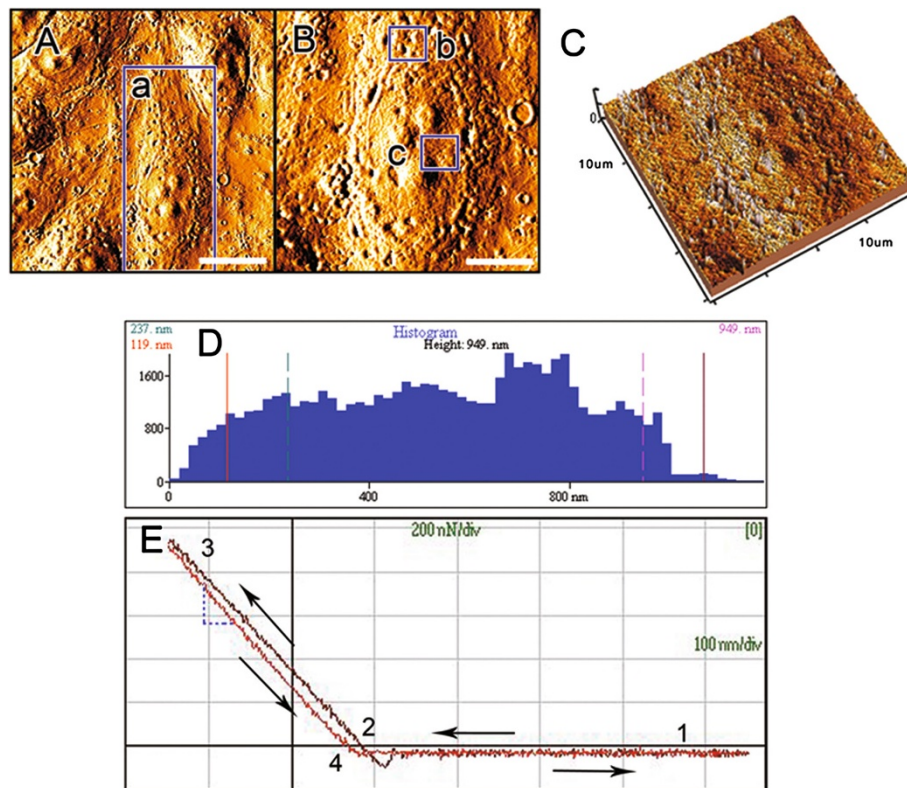 A
a
B
b
c
C
0
10um
10um
D
237. nm
119. nm
Histogram
Height: 949. nm
949. nm
1600
800
0
0
400
800 nm
E
200 nN/div
[0]
100 nm/div
3
2
1
4